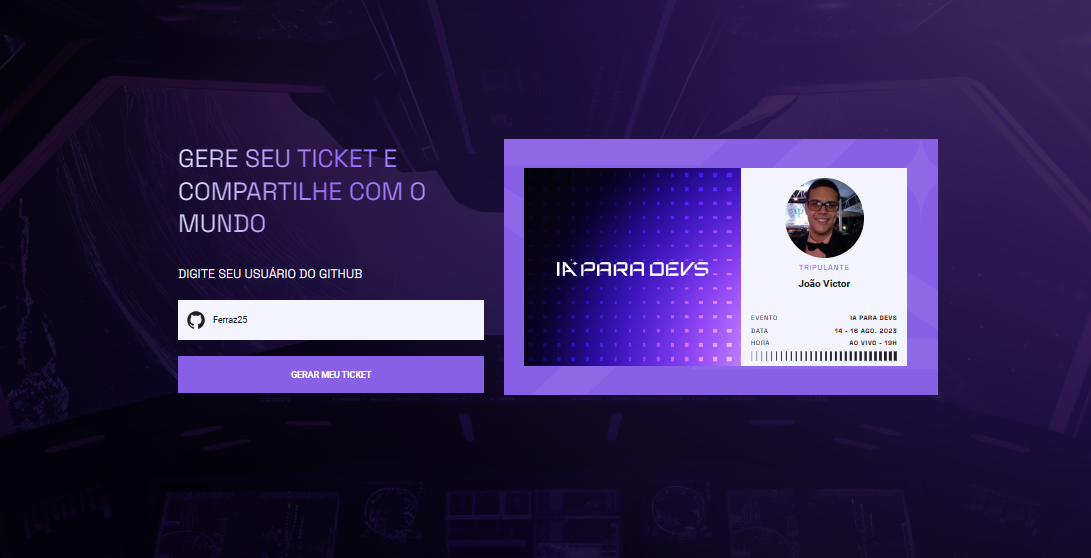 GERE SEU TICKET E
COMPARTILHE COM O
MUNDO
DIGITE SEU USUÁRIO DO GITHUB
Ferraz25
GERAR MEU TICKET
IA PARA DEVS
TRIPULANTE
João Victor
EVENTO IA PARA DEVS
DATA 14 - 16 AGO. 2023
HORA AO VIVO - 19H